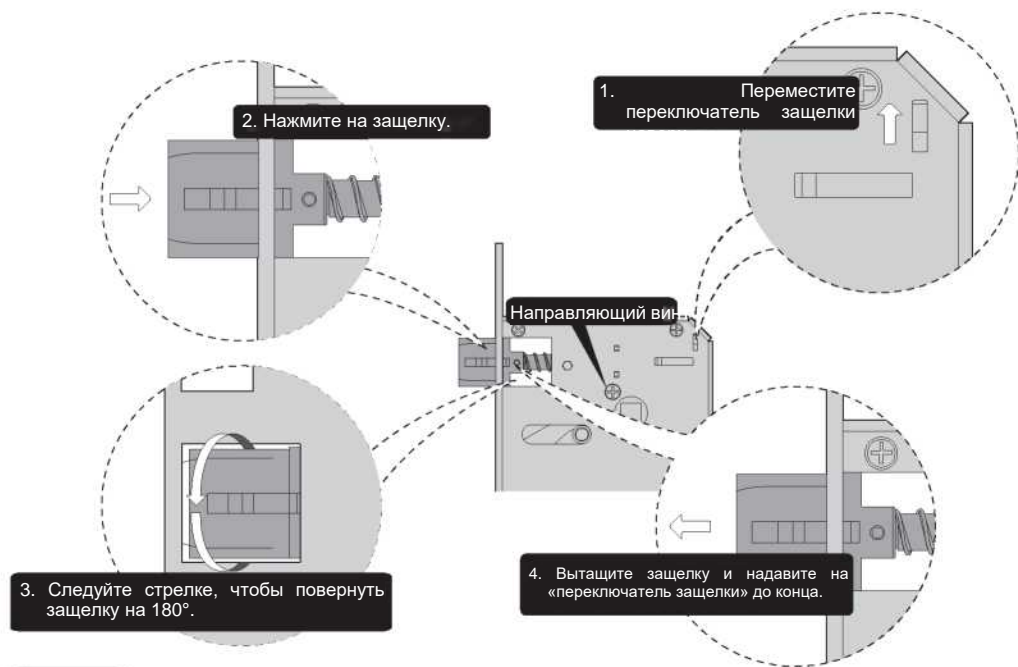 1. Переместите
переключатель защелки
2. Нажмите на защелку.
Направляющий вин
3. Следуйте стрелке, чтобы повернуть
защелку на 180°.
4. Вытащите защелку и надавите на
«переключатель защелки» до конца.